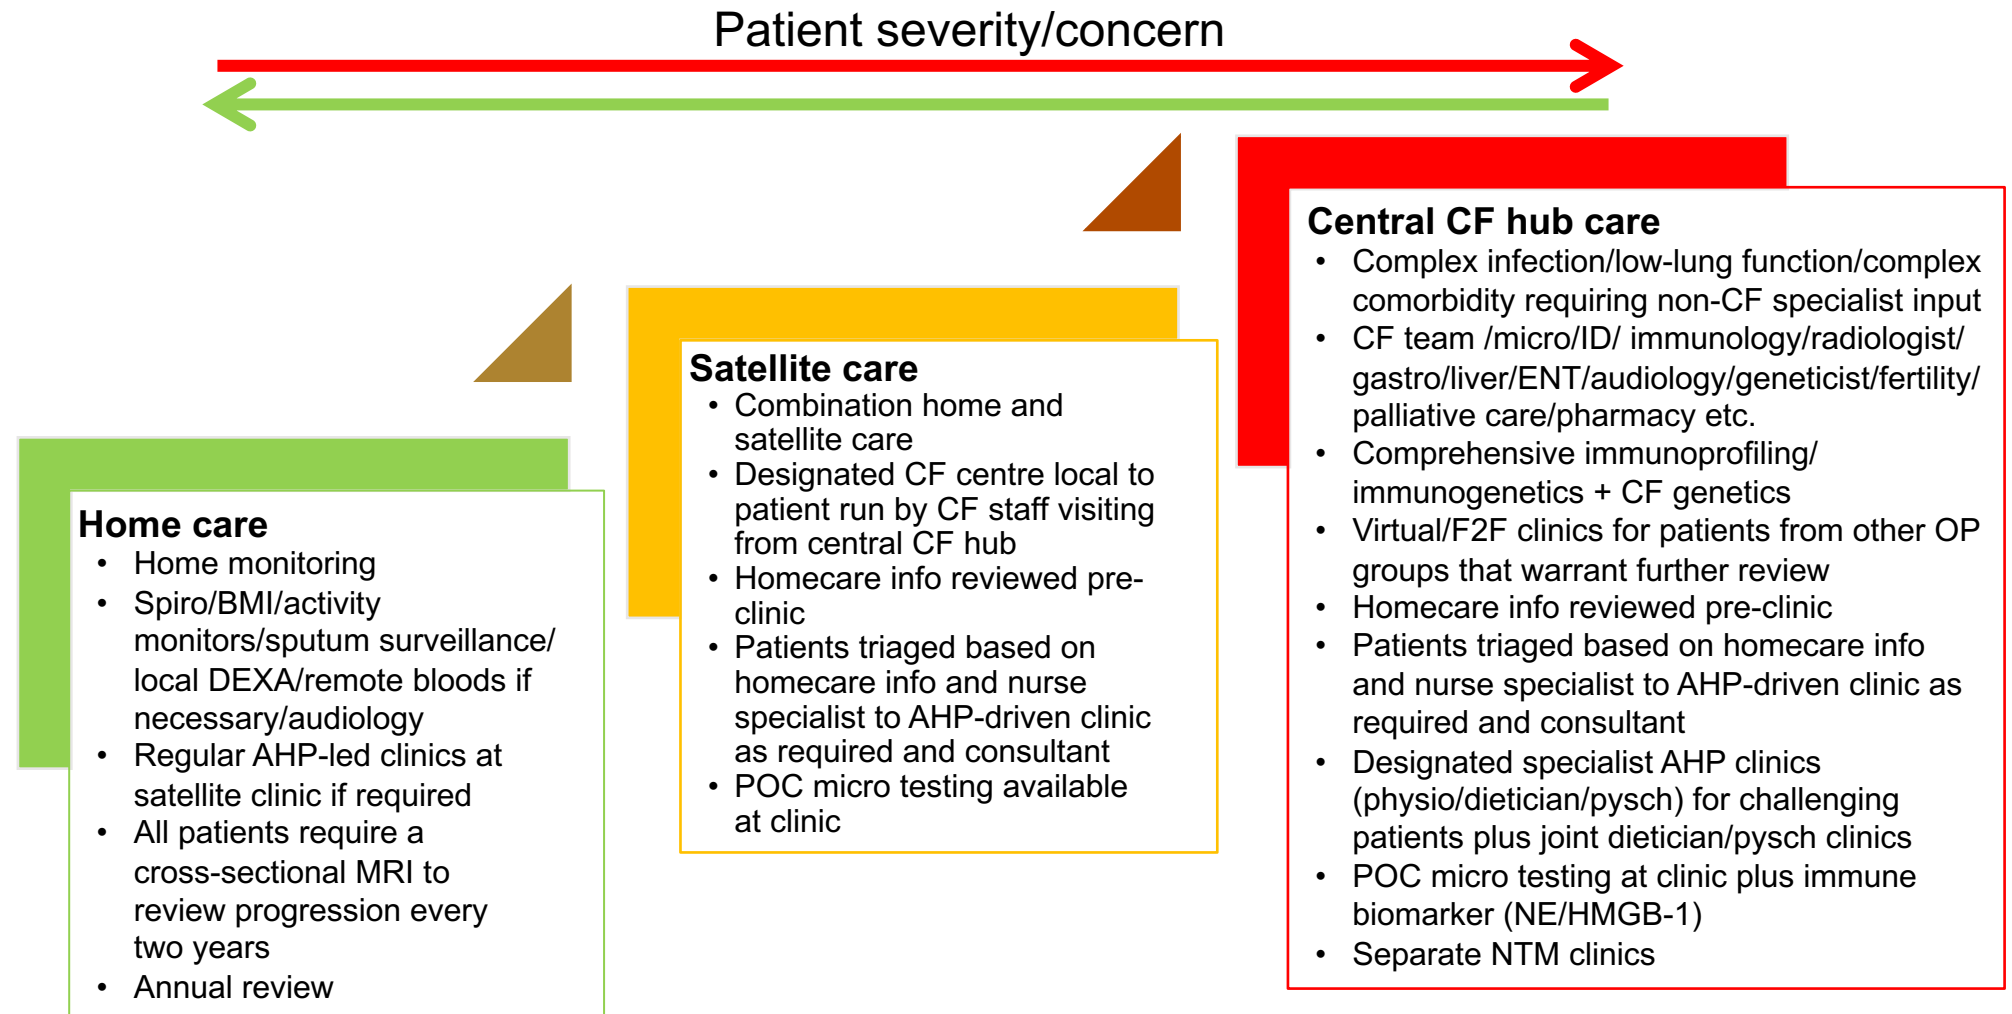 Patient severity/concern
Home care
• Home monitoring
• Spiro/BMI/activity
monitors/sputum surveillance/
local DEXA/remote bloods if
necessary/audiology
• Regular AHP-led clinics at
satellite clinic if required
• All patients require a
cross-sectional MRI to
review progression every
two years
• Annual review
Satellite care
• Combination home and
satellite care
• Designated CF centre local to
patient run by CF staff visiting
from central CF hub
• Homecare info reviewed pre-
clinic
• Patients triaged based on
homecare info and nurse
specialist to AHP-driven clinic
as required and consultant
• POC micro testing available
at clinic
Central CF hub care
• Complex infection/low-lung function/complex
comorbidity requiring non-CF specialist input
• CF team /micro/ID/ immunology/radiologist/
gastro/liver/ENT/audiology/geneticist/fertility/
palliative care/pharmacy etc.
• Comprehensive immunoprofiling/
immunogenetics + CF genetics
• Virtual/F2F clinics for patients from other OP
groups that warrant further review
• Homecare info reviewed pre-clinic
• Patients triaged based on homecare info
and nurse specialist to AHP-driven clinic as
required and consultant
• Designated specialist AHP clinics
(physio/dietician/pysch) for challenging
patients plus joint dietician/pysch clinics
• POC micro testing at clinic plus immune
biomarker (NE/HMGB-1)
• Separate NTM clinics